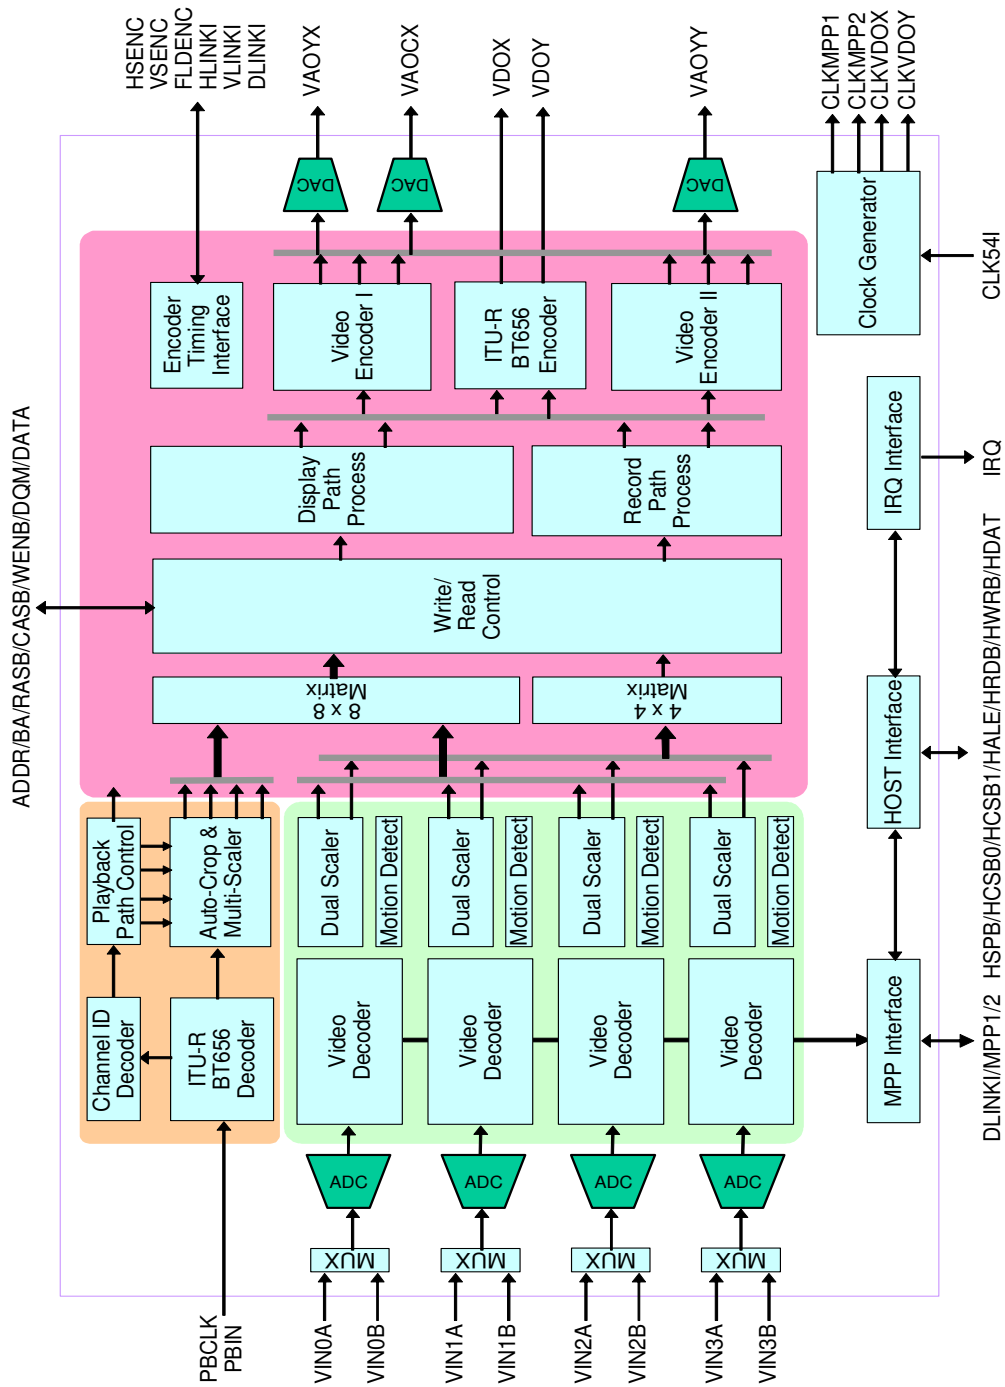 HSENC
VSENC
FLDENC
HLINKI
VLINKI
DLINKI
VAOYX
VAOCX
VDOX
VDOY
VAOYY
CLKMPP1
CLKMPP2
CLKVDOX
CLKVDOY
DAC
DAC
DAC
Encoder
Timing
Interface
Video
Encoder I
ITU-R
BT656
Encoder
Video
Encoder II
Clock Generator
CLK54I
ADDR/BA/RASB/CASB/WENB/DQM/DATA
Display
Path
Process
Record
Path
Process
IRQ Interface
IRQ
Write/
Read
Control
8 x 8
Matrix
4 x 4
Matrix
HOST Interface
HSPB/HCSB0/HCSB1/HALE/HRDB/HWRB/HDAT
Playback
Path Control
Auto-Crop &
Multi-Scaler
Dual Scaler
Motion Detect
Dual Scaler
Motion Detect
Dual Scaler
Motion Detect
Dual Scaler
Motion Detect
Channel ID
Decoder
ITU-R
BT656
Decoder
Video
Decoder
Video
Decoder
Video
Decoder
Video
Decoder
MPP Interface
DLINKI/MPP1/2
ADC
ADC
ADC
ADC
MUX
MUX
MUX
MUX
PBCLK
PBIN
VIN0A
VIN0B
VIN1A
VIN1B
VIN2A
VIN2B
VIN3A
VIN3B